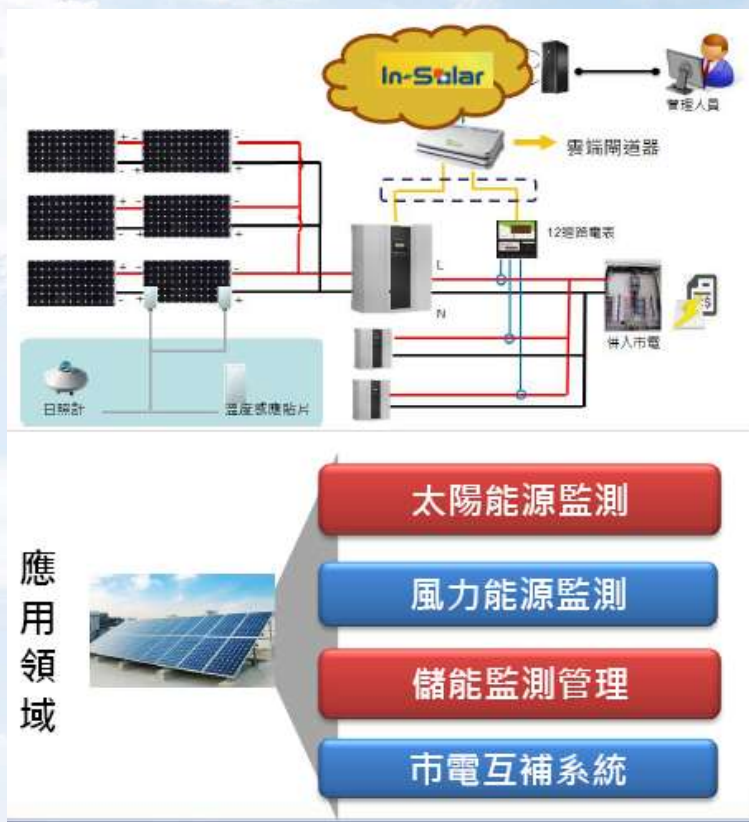 In-Solar
管理人員
雲端閘道器
+ - -
- + +
+ - -
- + +
+ - -
- + +
12迴路電表
L
N
併入市電
$
日照計
溫度感應貼片
應用領域
太陽能源監測
風力能源監測
儲能監測管理
市電互補系統